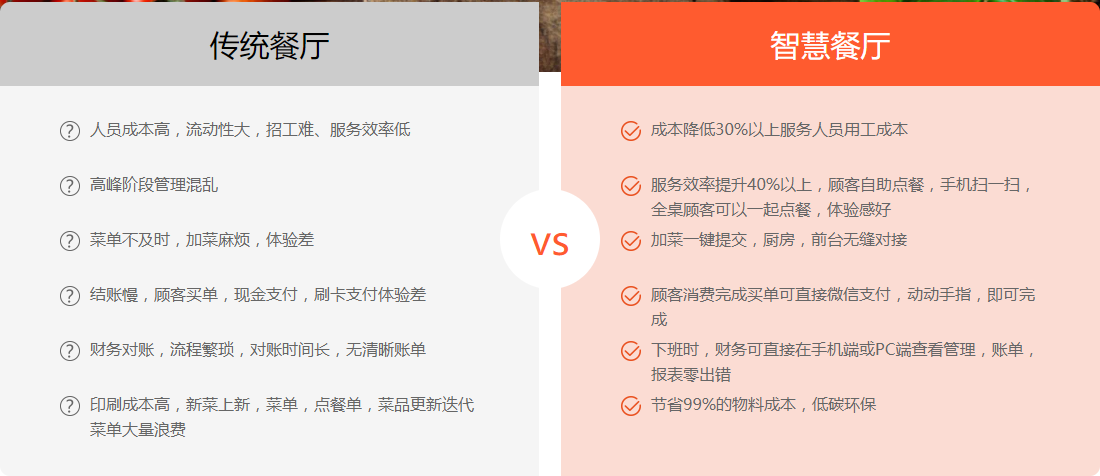 传统餐厅
人员成本高，流动性大，招工难、服务效率低
高峰阶段管理混乱
菜单不及时，加菜麻烦，体验差
结账慢，顾客买单，现金支付，刷卡支付体验差
财务对账，流程繁琐，对账时间长，无清晰账单
印刷成本高，新菜上新，菜单，点餐单，菜品更新迭代
菜单大量浪费
vs
智慧餐厅
成本降低30%以上服务人员用工成本
服务效率提升40%以上，顾客自助点餐，手机扫一扫，
全桌顾客可以一起点餐，体验感好
加菜一键提交，厨房，前台无缝对接
顾客消费完成买单可直接微信支付，动动手指，即可完
成
下班时，财务可直接在手机端或PC端查看管理，账单，
报表零出错
节省99%的物料成本，低碳环保